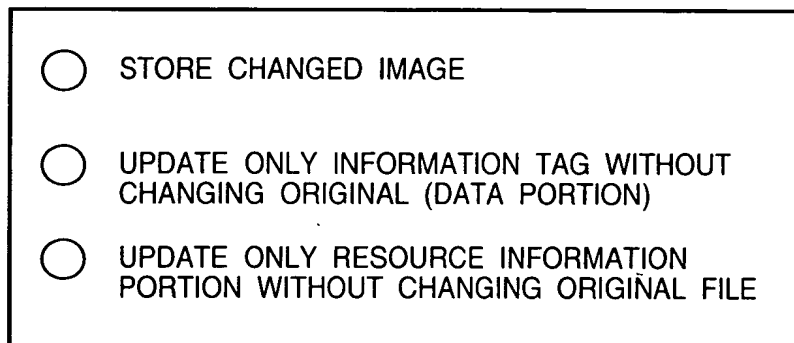 STORE CHANGED IMAGE
UPDATE ONLY INFORMATION TAG WITHOUT
CHANGING ORIGINAL (DATA PORTION)
UPDATE ONLY RESOURCE INFORMATION
PORTION WITHOUT CHANGING ORIGINAL FILE